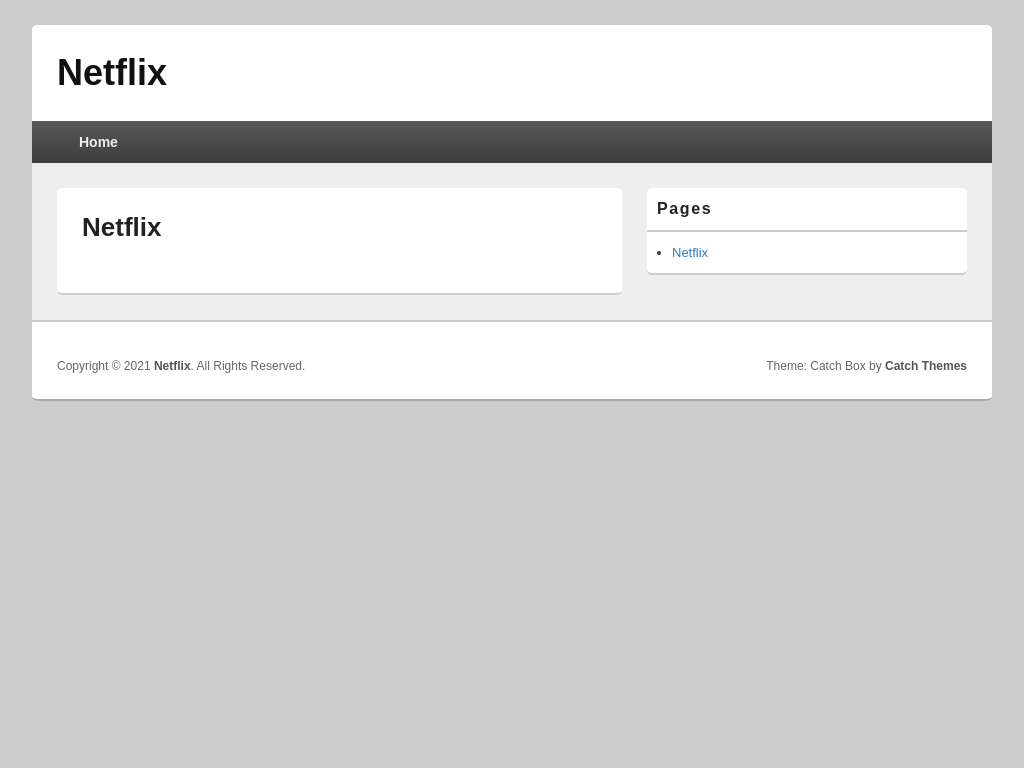 Netflix
Home
Netflix
Pages
Netflix
Copyright © 2021 Netflix. All Rights Reserved.
Theme: Catch Box by Catch Themes